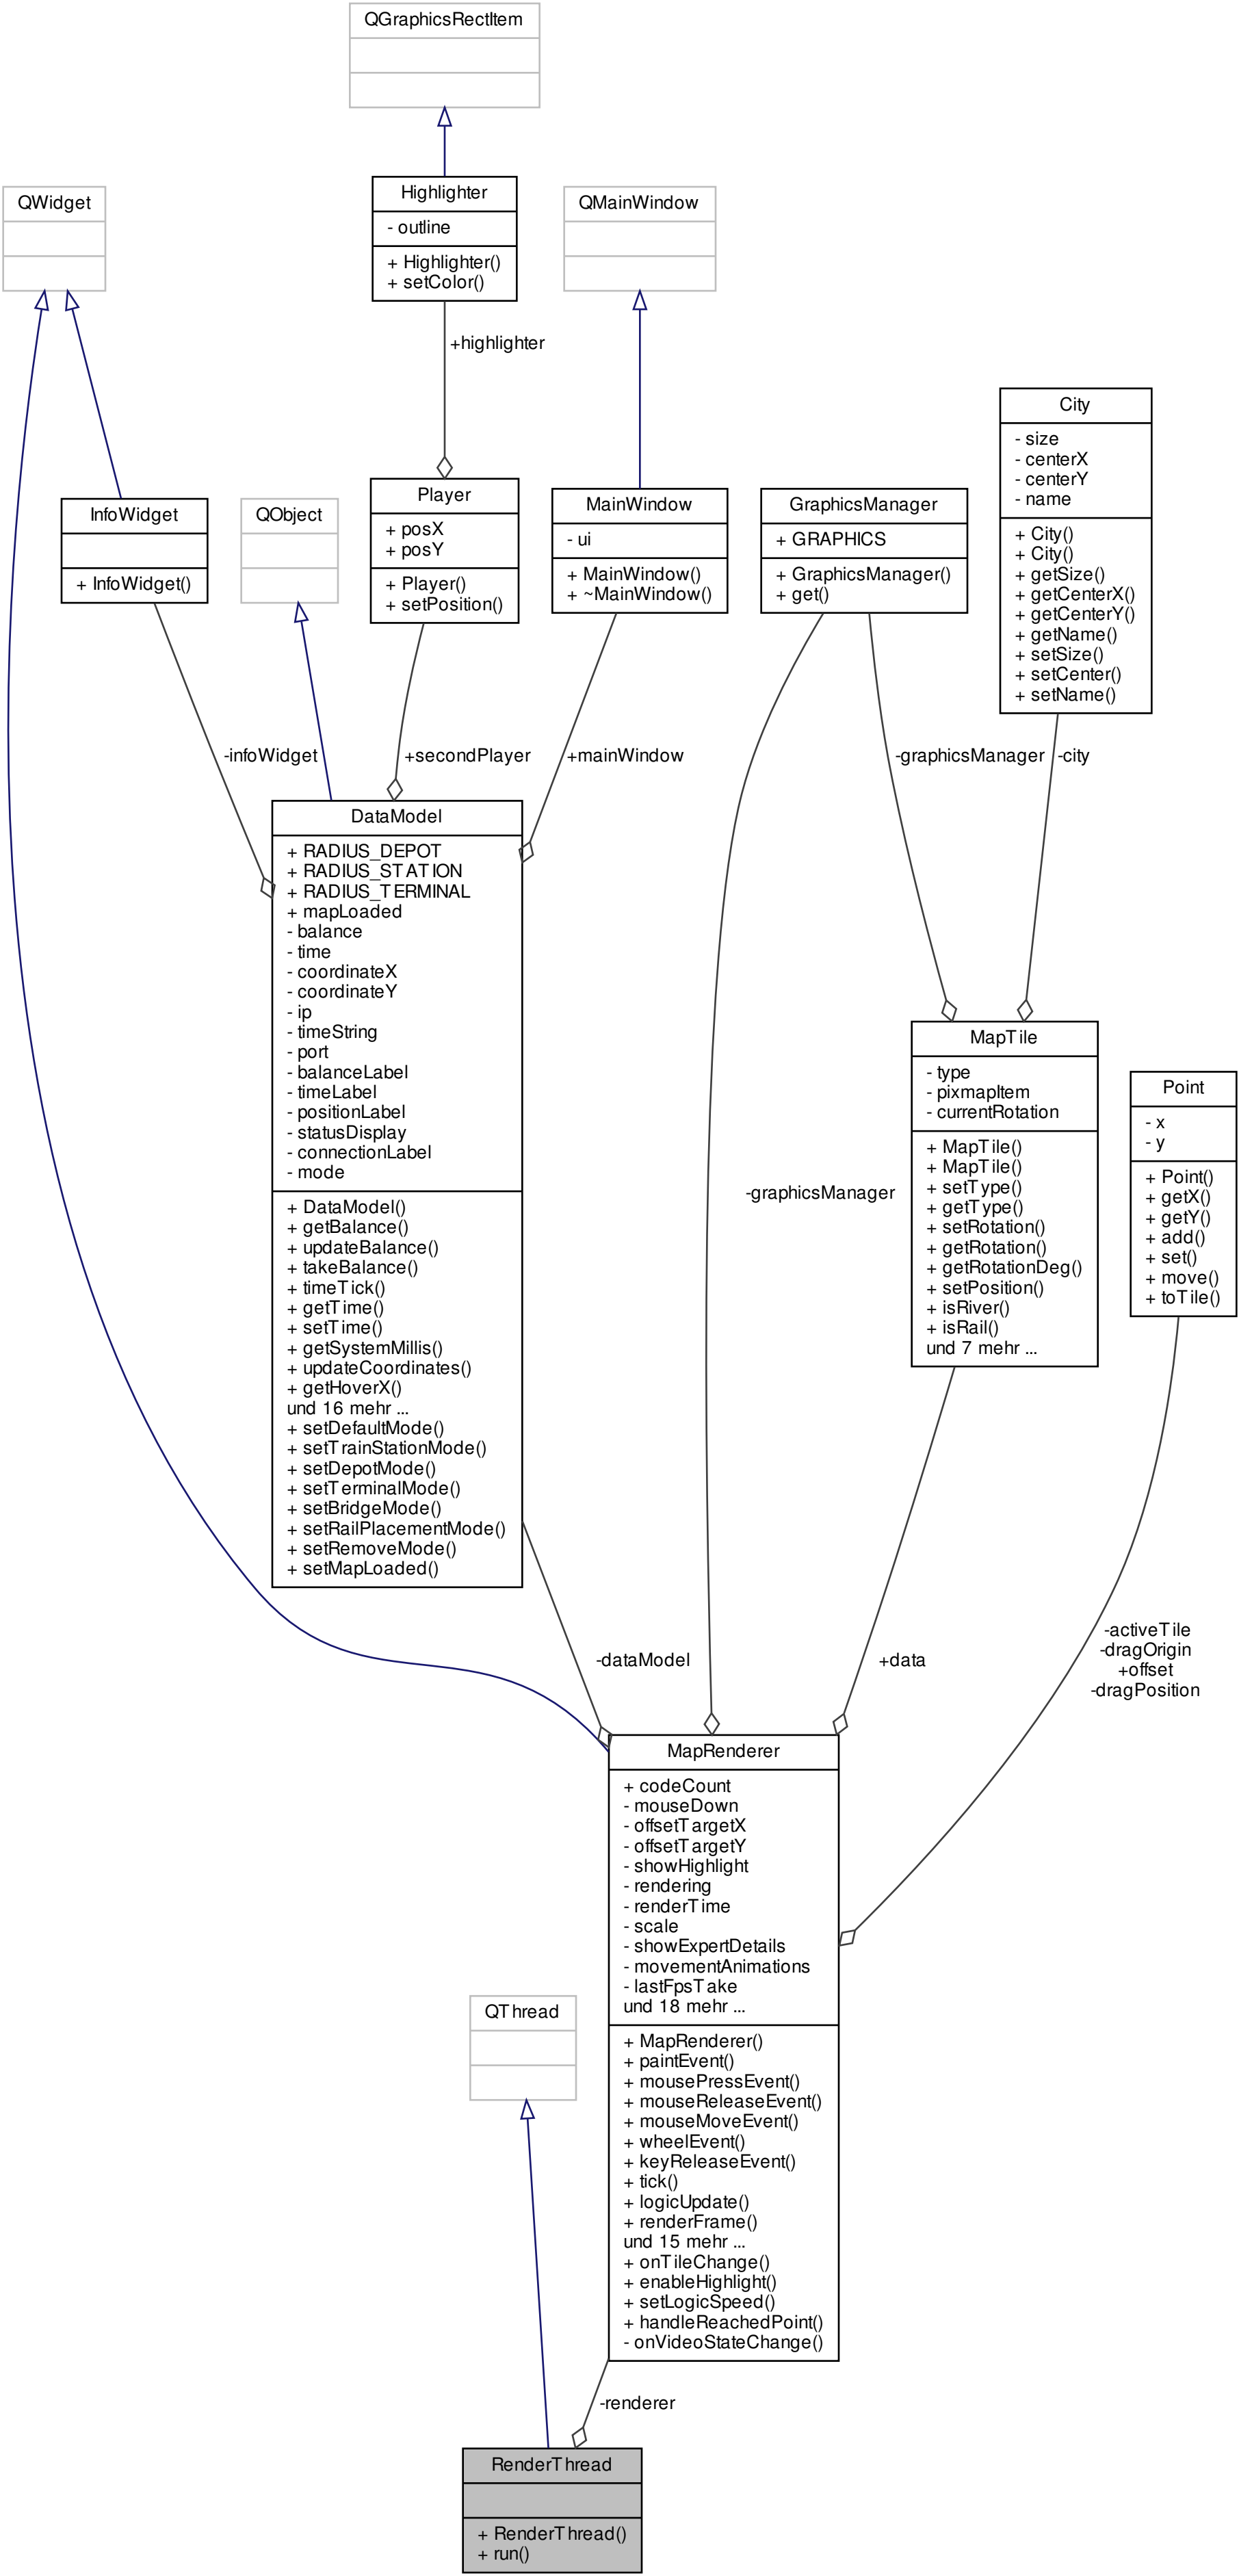 QGraphicsRectItem
Highlighter
- outline
+ Highlighter()
+ setColor()
QWidget
QMainWindow
+highlighter
City
- size
- centerX
- centerY
- name
+ City()
+ City()
+ getSize()
+ getCenterX()
+ getCenterY()
+ getName()
+ setSize()
+ setCenter()
+ setName()
InfoWidget
+ InfoWidget()
QObject
Player
+ posX
+ posY
+ Player()
+ setPosition()
MainWindow
- ui
+ MainWindow()
+ ~MainWindow()
GraphicsManager
+ GRAPHICS
+ GraphicsManager()
+ get()
-infoWidget
+secondPlayer
+mainWindow
-graphicsManager
-city
DataModel
+ RADIUS_DEPOT
+ RADIUS_STATION
+ RADIUS_TERMINAL
+ mapLoaded
- balance
- time
- coordinateX
- coordinateY
- ip
- timeString
- port
- balanceLabel
- timeLabel
- positionLabel
- statusDisplay
- connectionLabel
- mode
+ DataModel()
+ getBalance()
+ updateBalance()
+ takeBalance()
+ timeTick()
+ getTime()
+ setTime()
+ getSystemMillis()
+ updateCoordinates()
+ getHoverX()
und 16 mehr ...
+ setDefaultMode()
+ setTrainStationMode()
+ setDepotMode()
+ setTerminalMode()
+ setBridgeMode()
+ setRailPlacementMode()
+ setRemoveMode()
+ setMapLoaded()
MapTile
- type
- pixmapItem
- currentRotation
+ MapTile()
+ MapTile()
+ setType()
+ getType()
+ setRotation()
+ getRotation()
+ getRotationDeg()
+ setPosition()
+ isRiver()
+ isRail()
und 7 mehr ...
Point
- x
- y
+ Point()
+ getX()
+ getY()
+ add()
+ set()
+ move()
+ toTile()
-graphicsManager
-dataModel
+data
-activeTile
-dragOrigin
+offset
-dragPosition
MapRenderer
+ codeCount
- mouseDown
- offsetTargetX
- offsetTargetY
- showHighlight
- rendering
- renderTime
- scale
- showExpertDetails
- movementAnimations
- lastFpsTake
und 18 mehr ...
+ MapRenderer()
+ paintEvent()
+ mousePressEvent()
+ mouseReleaseEvent()
+ mouseMoveEvent()
+ wheelEvent()
+ keyReleaseEvent()
+ tick()
+ logicUpdate()
+ renderFrame()
und 15 mehr ...
+ onTileChange()
+ enableHighlight()
+ setLogicSpeed()
+ handleReachedPoint()
- onVideoStateChange()
QThread
-renderer
RenderThread
+ RenderThread()
+ run()